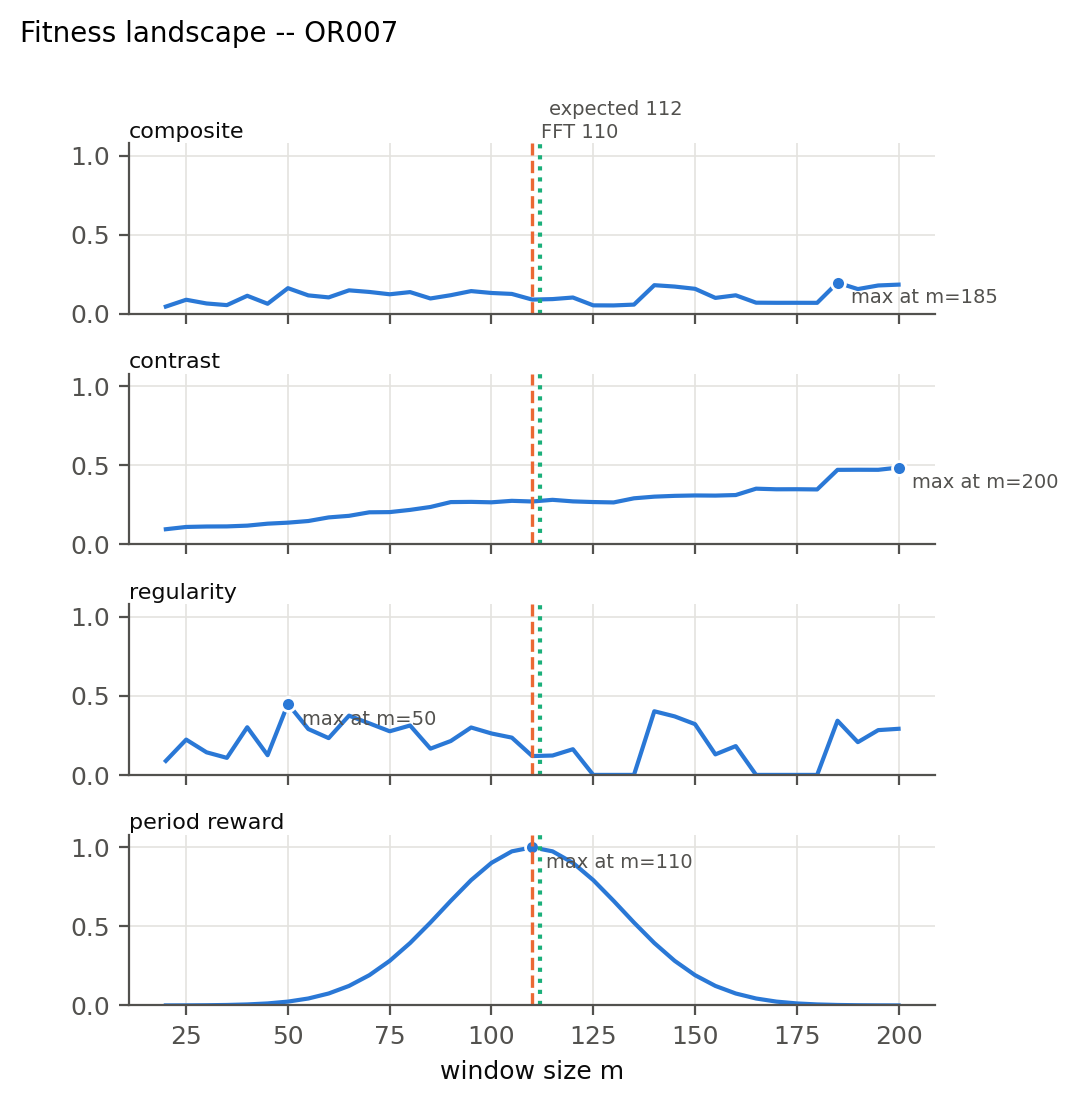 Fitness landscape -- OR007
expected 112
FFT 110
composite
1.0
0.5
0.0
max at m=185
contrast
1.0
0.5
0.0
max at m=200
regularity
1.0
0.5
0.0
max at m=50
period reward
1.0
0.5
0.0
max at m=110
25 50 75 100 125 150 175 200
window size m